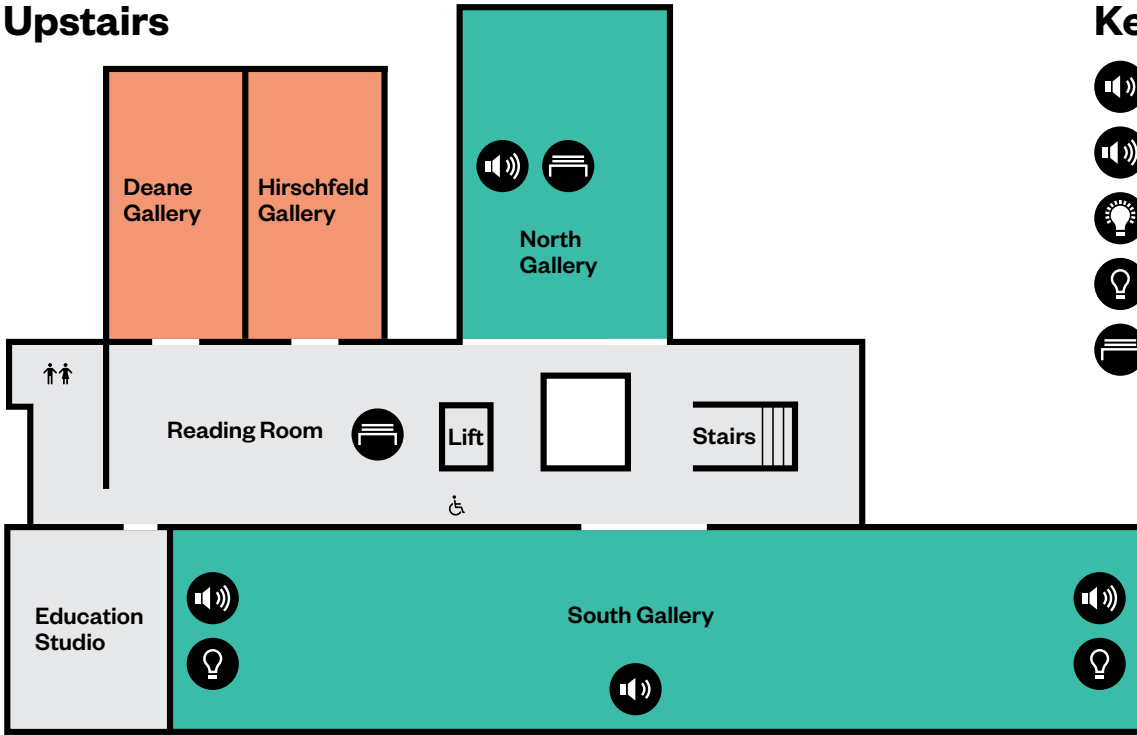 Upstairs
Ke
Deane
Gallery
Hirschfeld
Gallery
North
Gallery
Reading Room
Lift
Stairs
Education
Studio
South Gallery